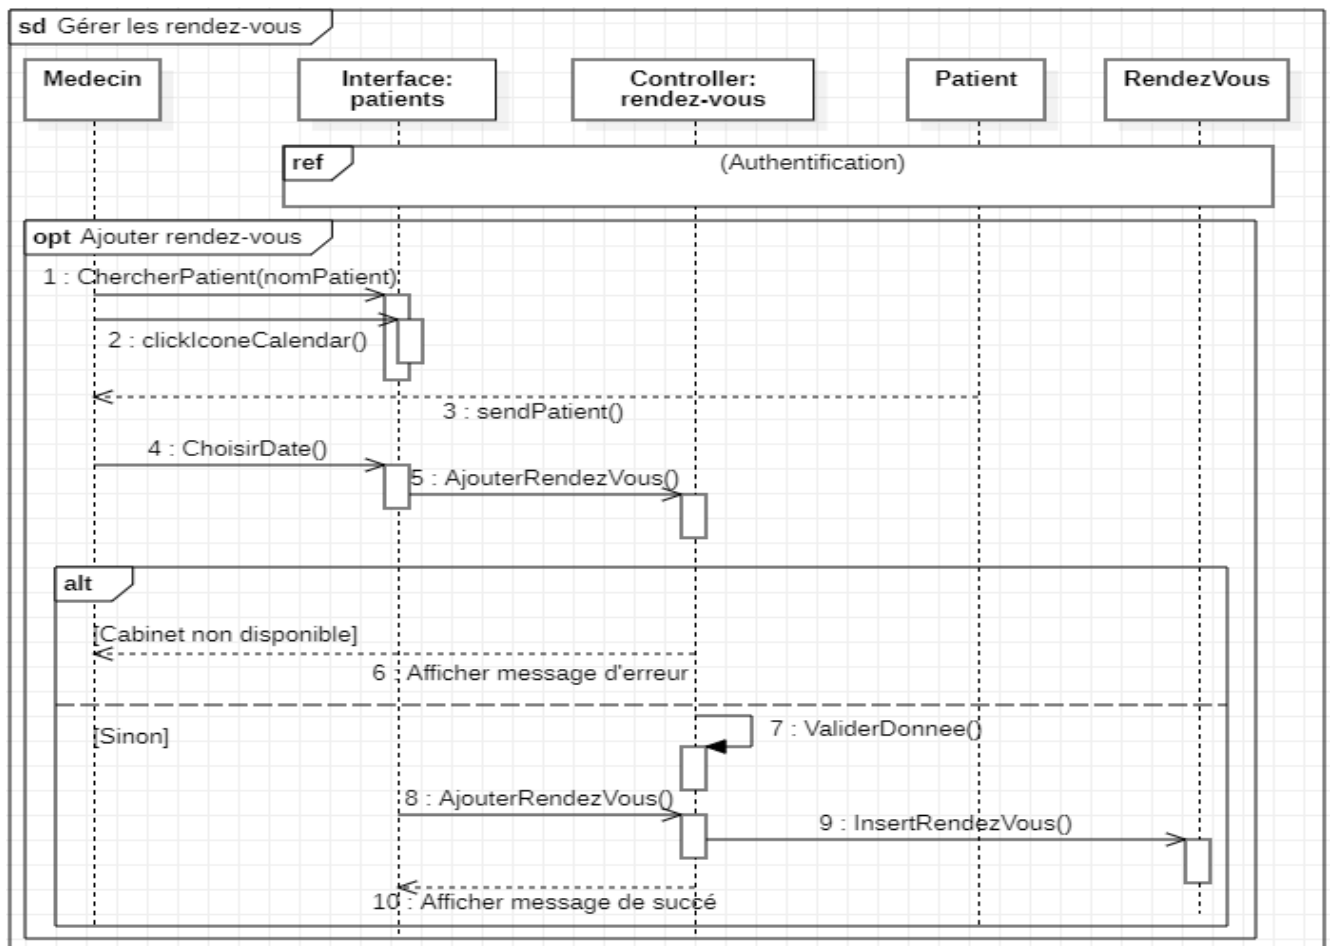 sd Gérer les rendez-vous
Medecin
Interface:
patients
Controller:
rendez-vous
Patient
RendezVous
ref
(Authentification)
opt Ajouter rendez-vous
1 : ChercherPatient(nomPatient)
2 : clickIconeCalendar()
3 : sendPatient()
4 : ChoisirDate()
5 : AjouterRendezVous()
alt
[Cabinet non disponible]
6 : Afficher message d'erreur
[Sinon]
7 : ValiderDonnee()
8 : AjouterRendezVous()
9 : InsertRendezVous()
10 : Afficher message de succé